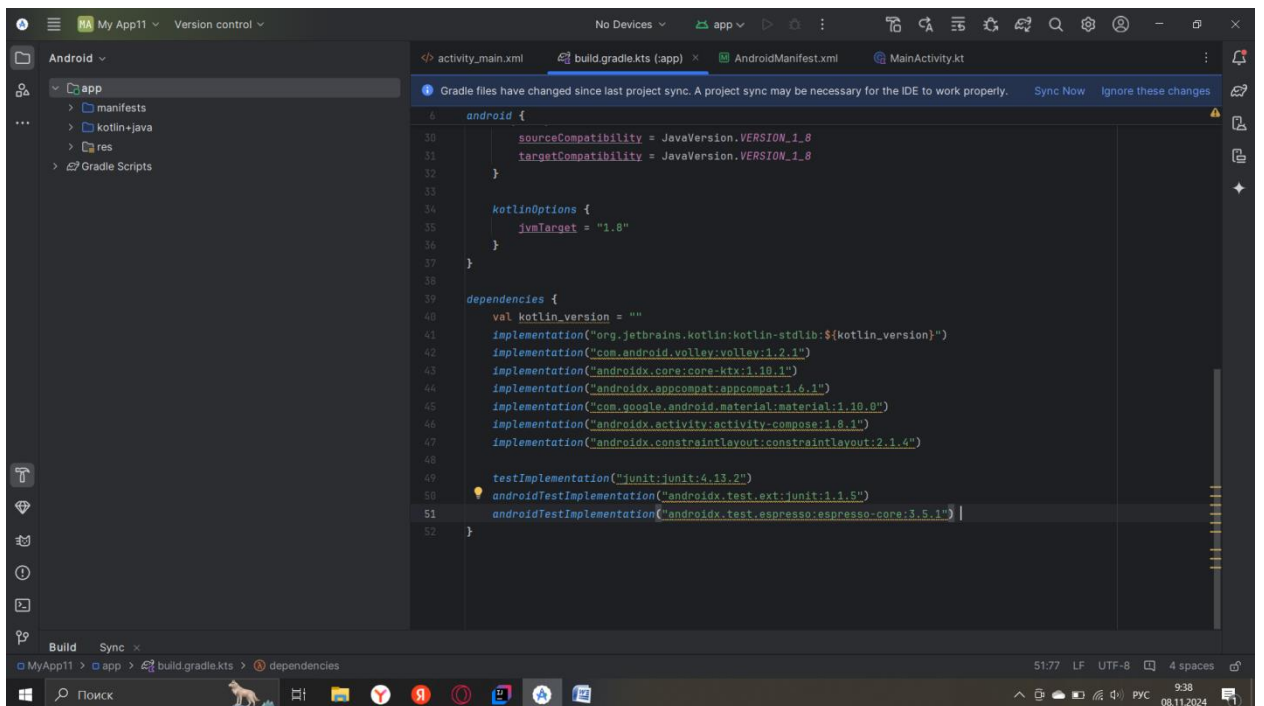 MA My App11 Version control No Devices app
Android
activity_main.xml build.gradle.kts (:app) AndroidManifest.xml MainActivity.kt
app
manifests
kotlin+java
res
Gradle Scripts
Gradle files have changed since last project sync. A project sync may be necessary for the IDE to work properly. Sync Now Ignore these changes
6 android {
30 sourceCompatibility = JavaVersion.VERSION_1_8
31 targetCompatibility = JavaVersion.VERSION_1_8
32 }
33
34 kotlinOptions {
35 jvmTarget = "1.8"
36 }
37 }
38
39 dependencies {
40 val kotlin_version = ""
41 implementation("org.jetbrains.kotlin:kotlin-stdlib:${kotlin_version}")
42 implementation("com.android.volley:volley:1.2.1")
43 implementation("androidx.core:core-ktx:1.10.1")
44 implementation("androidx.appcompat:appcompat:1.6.1")
45 implementation("com.google.android.material:material:1.10.0")
46 implementation("androidx.activity:activity-compose:1.8.1")
47 implementation("androidx.constraintlayout:constraintlayout:2.1.4")
48
49 testImplementation("junit:junit:4.13.2")
50 androidTestImplementation("androidx.test.ext:junit:1.1.5")
51 androidTestImplementation("androidx.test.espresso:espresso-core:3.5.1")
52 }
Build Sync
MyApp11 > app > build.gradle.kts > dependencies 51:77 LF UTF-8 4 spaces
Поиск
РУС
9:38
08.11.2024
1